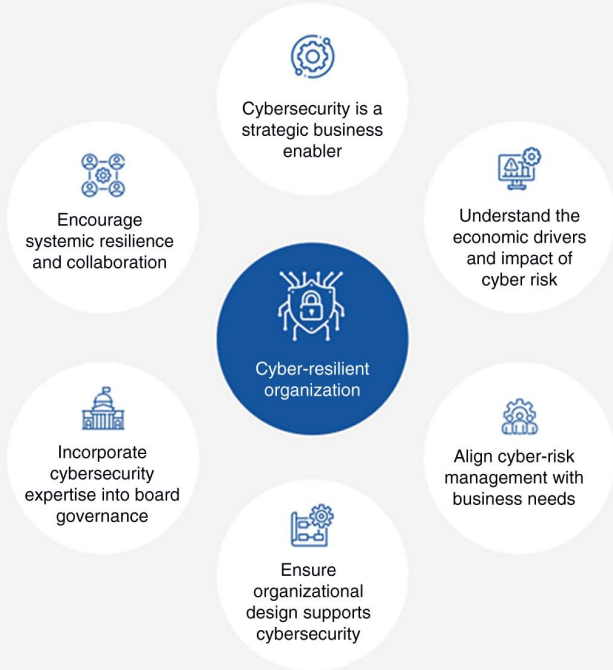 Cybersecurity is a
strategic business
enabler
Understand the
economic drivers
and impact of
cyber risk
Align cyber-risk
management with
business needs
Ensure
organizational
design supports
cybersecurity
Incorporate
cybersecurity
expertise into board
governance
Encourage
systemic resilience
and collaboration
Cyber-resilient
organization